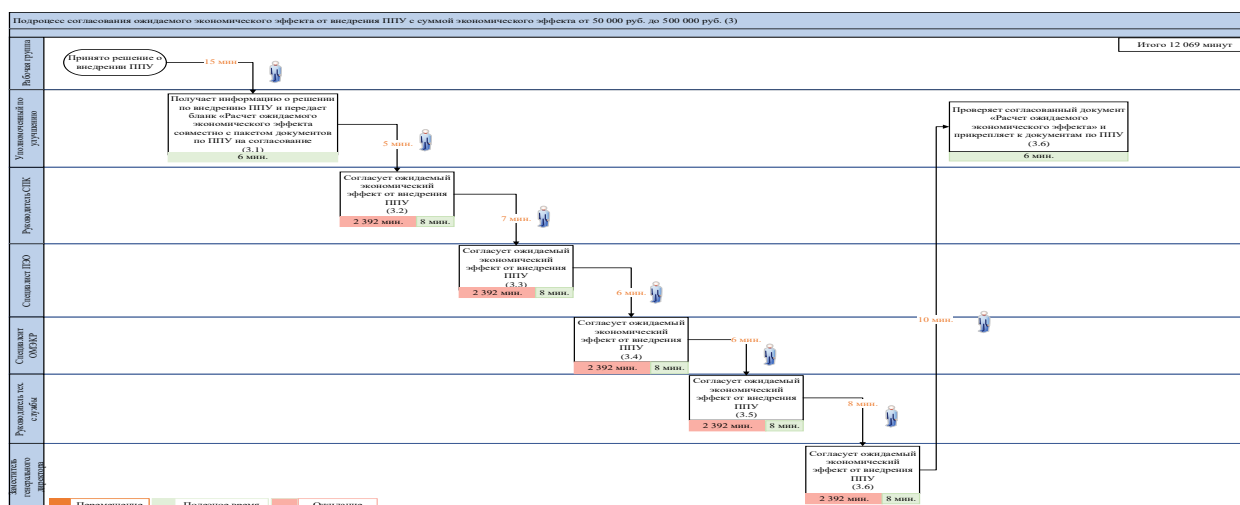 Подпроцесс согласования ожидаемого экономического эффекта от внедрения ППУ с суммой экономического эффекта от 50 000 руб. до 500 000 руб. (3)
Итого 12 069 минут
Рабочая группа
Принято решение о
внедрении ППУ
15 мин.
Уполномоченный по
улучшению
Получает информацию о решении
по внедрению ППУ и передает
бланк «Расчет ожидаемого
экономического эффекта
совместно с пакетом документов
по ППУ на согласование
(3.1)
6 мин.
5 мин.
Проверяет согласованный документ
«Расчет ожидаемого
экономического эффекта» и
прикрепляет к документам по ППУ
(3.6)
6 мин.
Руководитель СПК
Согласует ожидаемый
экономический
эффект от внедрения
ППУ
(3.2)
2 392 мин.
8 мин.
7 мин.
Специалист ПЭО
Согласует ожидаемый
экономический
эффект от внедрения
ППУ
(3.3)
2 392 мин.
8 мин.
6 мин.
Специалист
ОМЭКР
Согласует ожидаемый
экономический
эффект от внедрения
ППУ
(3.4)
2 392 мин.
8 мин.
6 мин.
10 мин.
Руководитель тех.
службы
Согласует ожидаемый
экономический
эффект от внедрения
ППУ
(3.5)
2 392 мин.
8 мин.
8 мин.
Заместитель
генерального
директора
Согласует ожидаемый
экономический
эффект от внедрения
ППУ
(3.6)
2 392 мин.
8 мин.
Перемещение
Полезное время
Ожидание